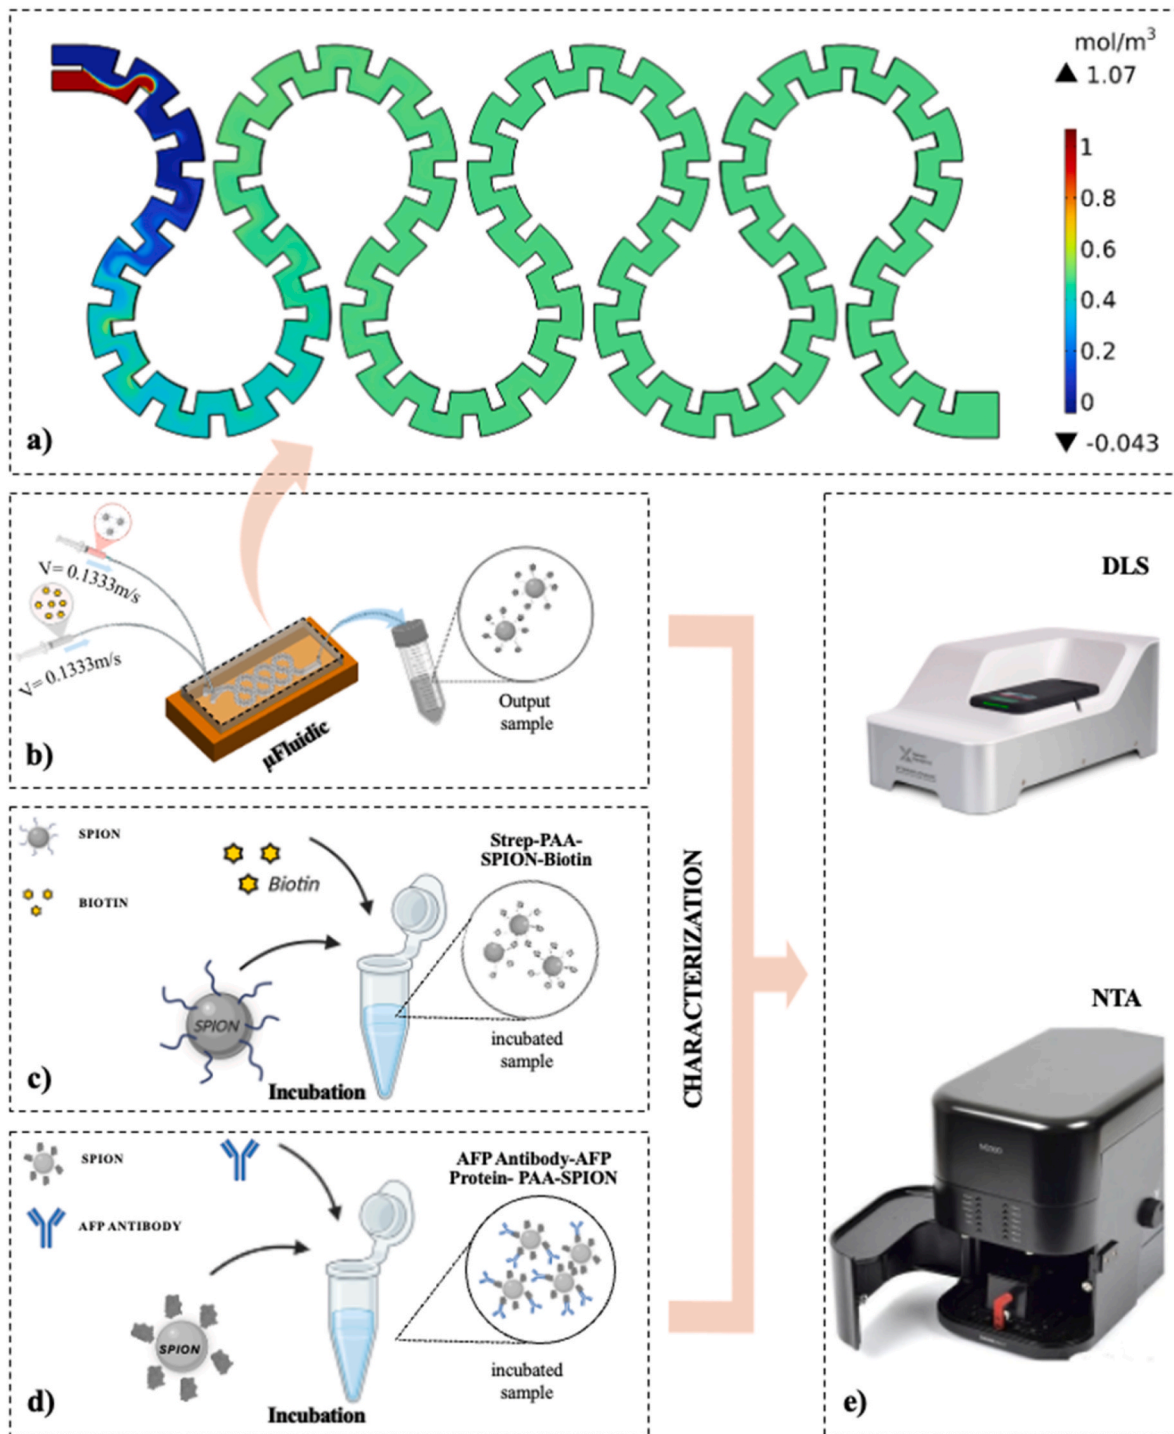 mol/m³
▲ 1.07
1
0.8
0.6
0.4
0.2
0
▼ -0.043
a)
V= 0.1333m/s
V= 0.1333m/s
µFluidic
Output
sample
b)
SPION
BIOTIN
Biotin
SPION
Strep-PAA-
SPION-Biotin
incubated
sample
Incubation
c)
SPION
AFP ANTIBODY
SPION
AFP Antibody-AFP
Protein- PAA-SPION
incubated
sample
Incubation
d)
CHARACTERIZATION
DLS
NTA
e)